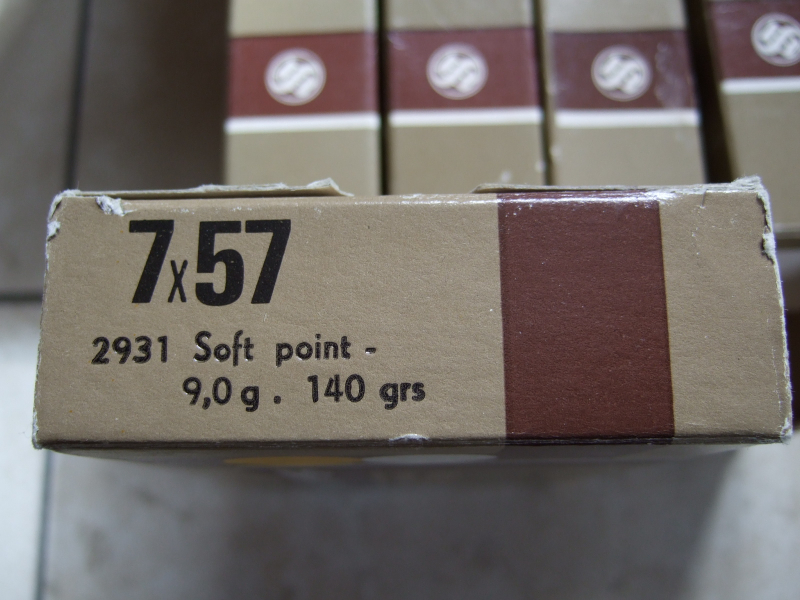 7x57
2931 Soft point -
9,0 g . 140 grs